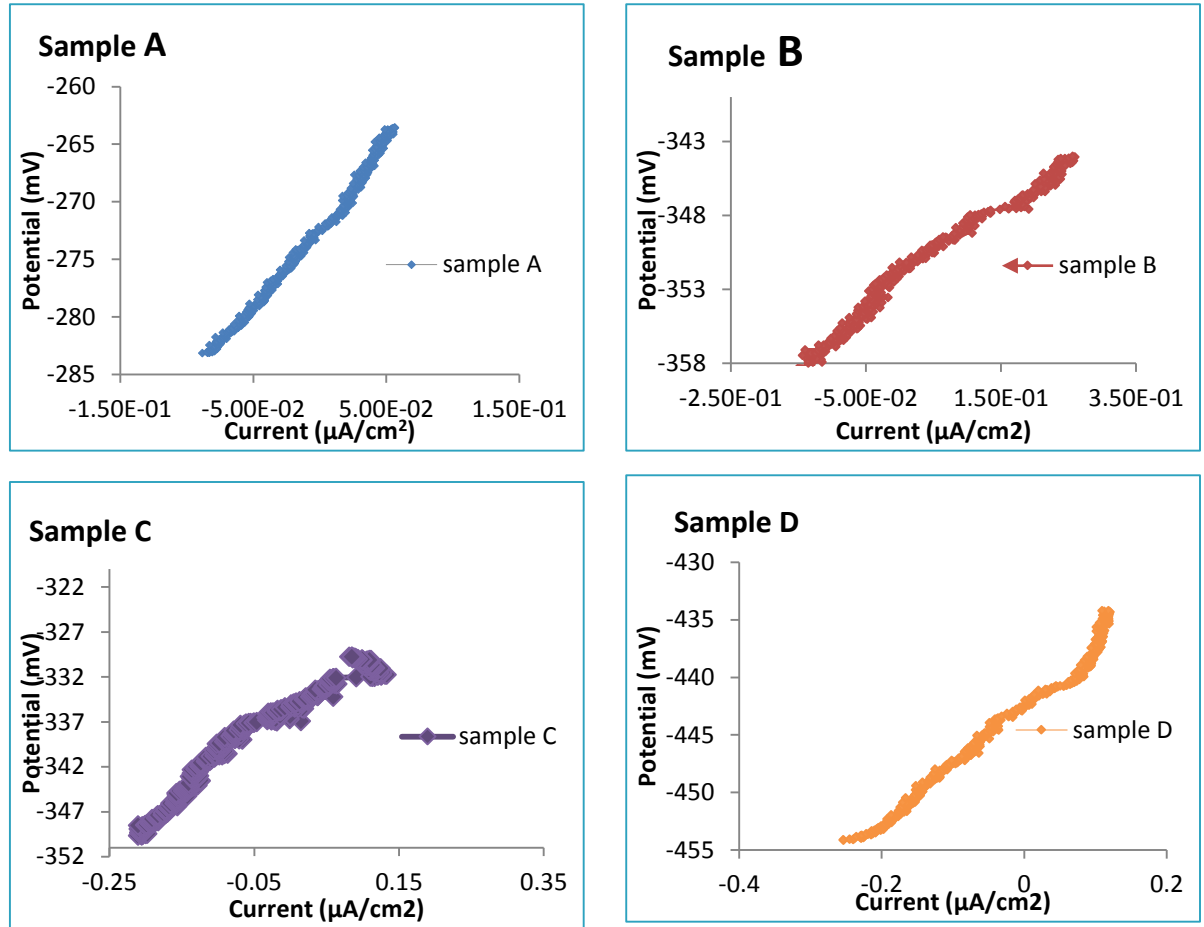 Sample A
-260
-265
-270
-275
-280
-285
Potential (mV)
sample A
-1.50E-01 -5.00E-02 5.00E-02 1.50E-01
Current (µA/cm²)
Sample B
-343
-348
-353
-358
Potential (mV)
sample B
-2.50E-01 -5.00E-02 1.50E-01 3.50E-01
Current (µA/cm2)
Sample C
-322
-327
-332
-337
-342
-347
-352
Potential (mV)
sample C
-0.25 -0.05 0.15 0.35
Current (µA/cm2)
Sample D
-430
-435
-440
-445
-450
-455
Potential (mV)
sample D
-0.4 -0.2 0 0.2
Current (µA/cm2)